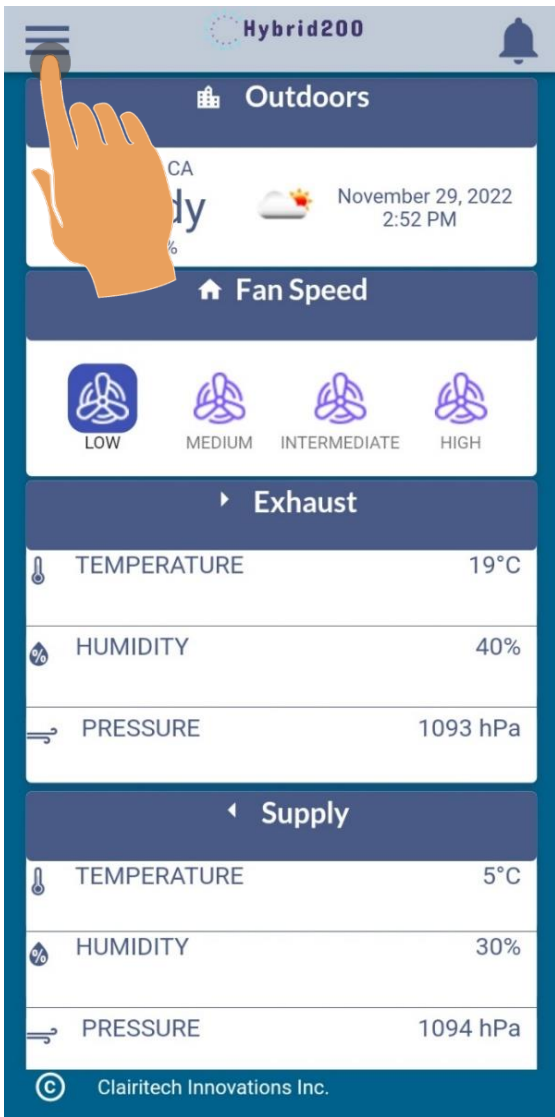 Hybrid200
Outdoors
CA
November 29, 2022
2:52 PM
%
Fan Speed
LOW MEDIUM INTERMEDIATE HIGH
Exhaust
TEMPERATURE 19°C
% HUMIDITY 40%
PRESSURE 1093 hPa
Supply
TEMPERATURE 5°C
% HUMIDITY 30%
PRESSURE 1094 hPa
© Clairitech Innovations Inc.